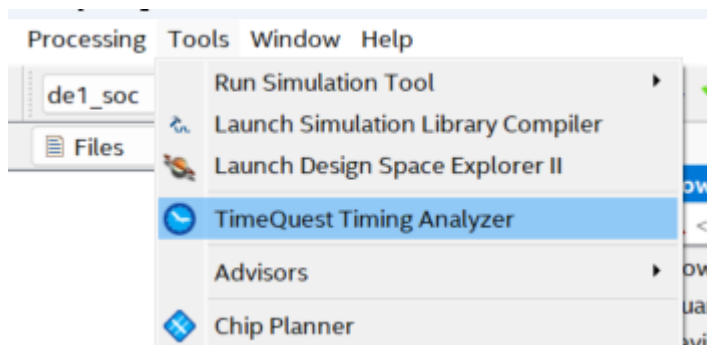 Processing Tools Window Help
de1_soc
Run Simulation Tool
Launch Simulation Library Compiler
Files
Launch Design Space Explorer II
TimeQuest Timing Analyzer
Advisors
Chip Planner